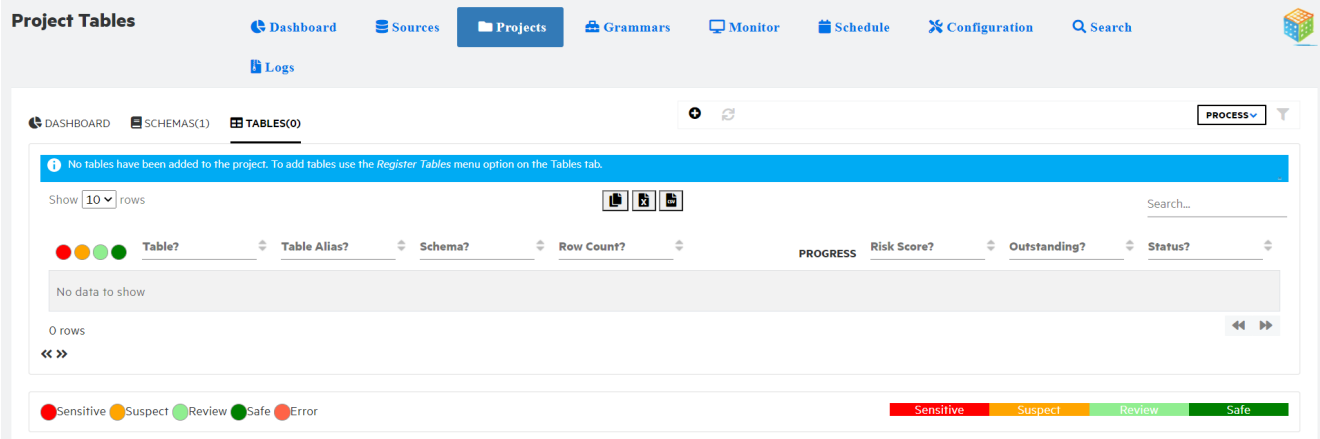 Project Tables
Dashboard Sources Projects Grammars Monitor Schedule Configuration Search
Logs
DASHBOARD SCHEMAS(1) TABLES(0)
PROCESS
No tables have been added to the project. To add tables use the Register Tables menu option on the Tables tab.
Show 10 rows
Search...
Table? Table Alias? Schema? Row Count? PROGRESS Risk Score? Outstanding? Status?
No data to show
0 rows
Sensitive Suspect Review Safe Error
Sensitive Suspect Review Safe